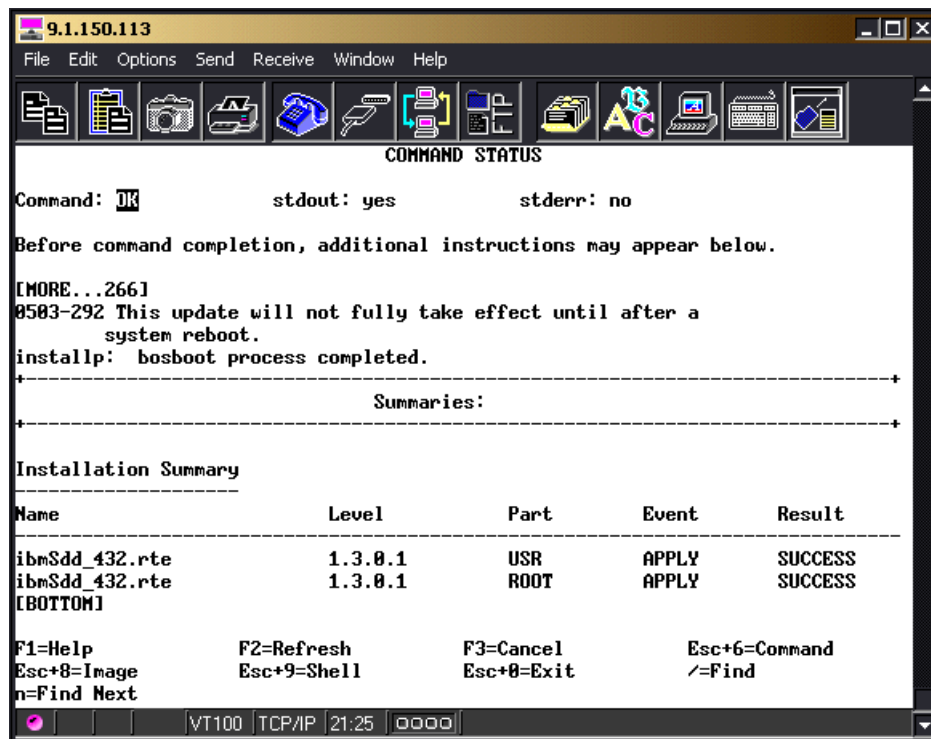 9.1.150.113
File Edit Options Send Receive Window Help
FTP
ABC
COMMAND STATUS
Command: OK stdout: yes stderr: no
Before command completion, additional instructions may appear below.
[MORE...266]
0503-292 This update will not fully take effect until after a
system reboot.
installp: bosboot process completed.
+------------------------------------------------------------------------------+
Summaries:
+------------------------------------------------------------------------------+
Installation Summary
--------------------
Name Level Part Event Result
-------------------------------------------------------------------------------
ibmSdd_432.rte 1.3.0.1 USR APPLY SUCCESS
ibmSdd_432.rte 1.3.0.1 ROOT APPLY SUCCESS
[BOTTOM]
F1=Help F2=Refresh F3=Cancel Esc+6=Command
Esc+8=Image Esc+9=Shell Esc+0=Exit /=Find
n=Find Next
VT100 TCP/IP 21:25